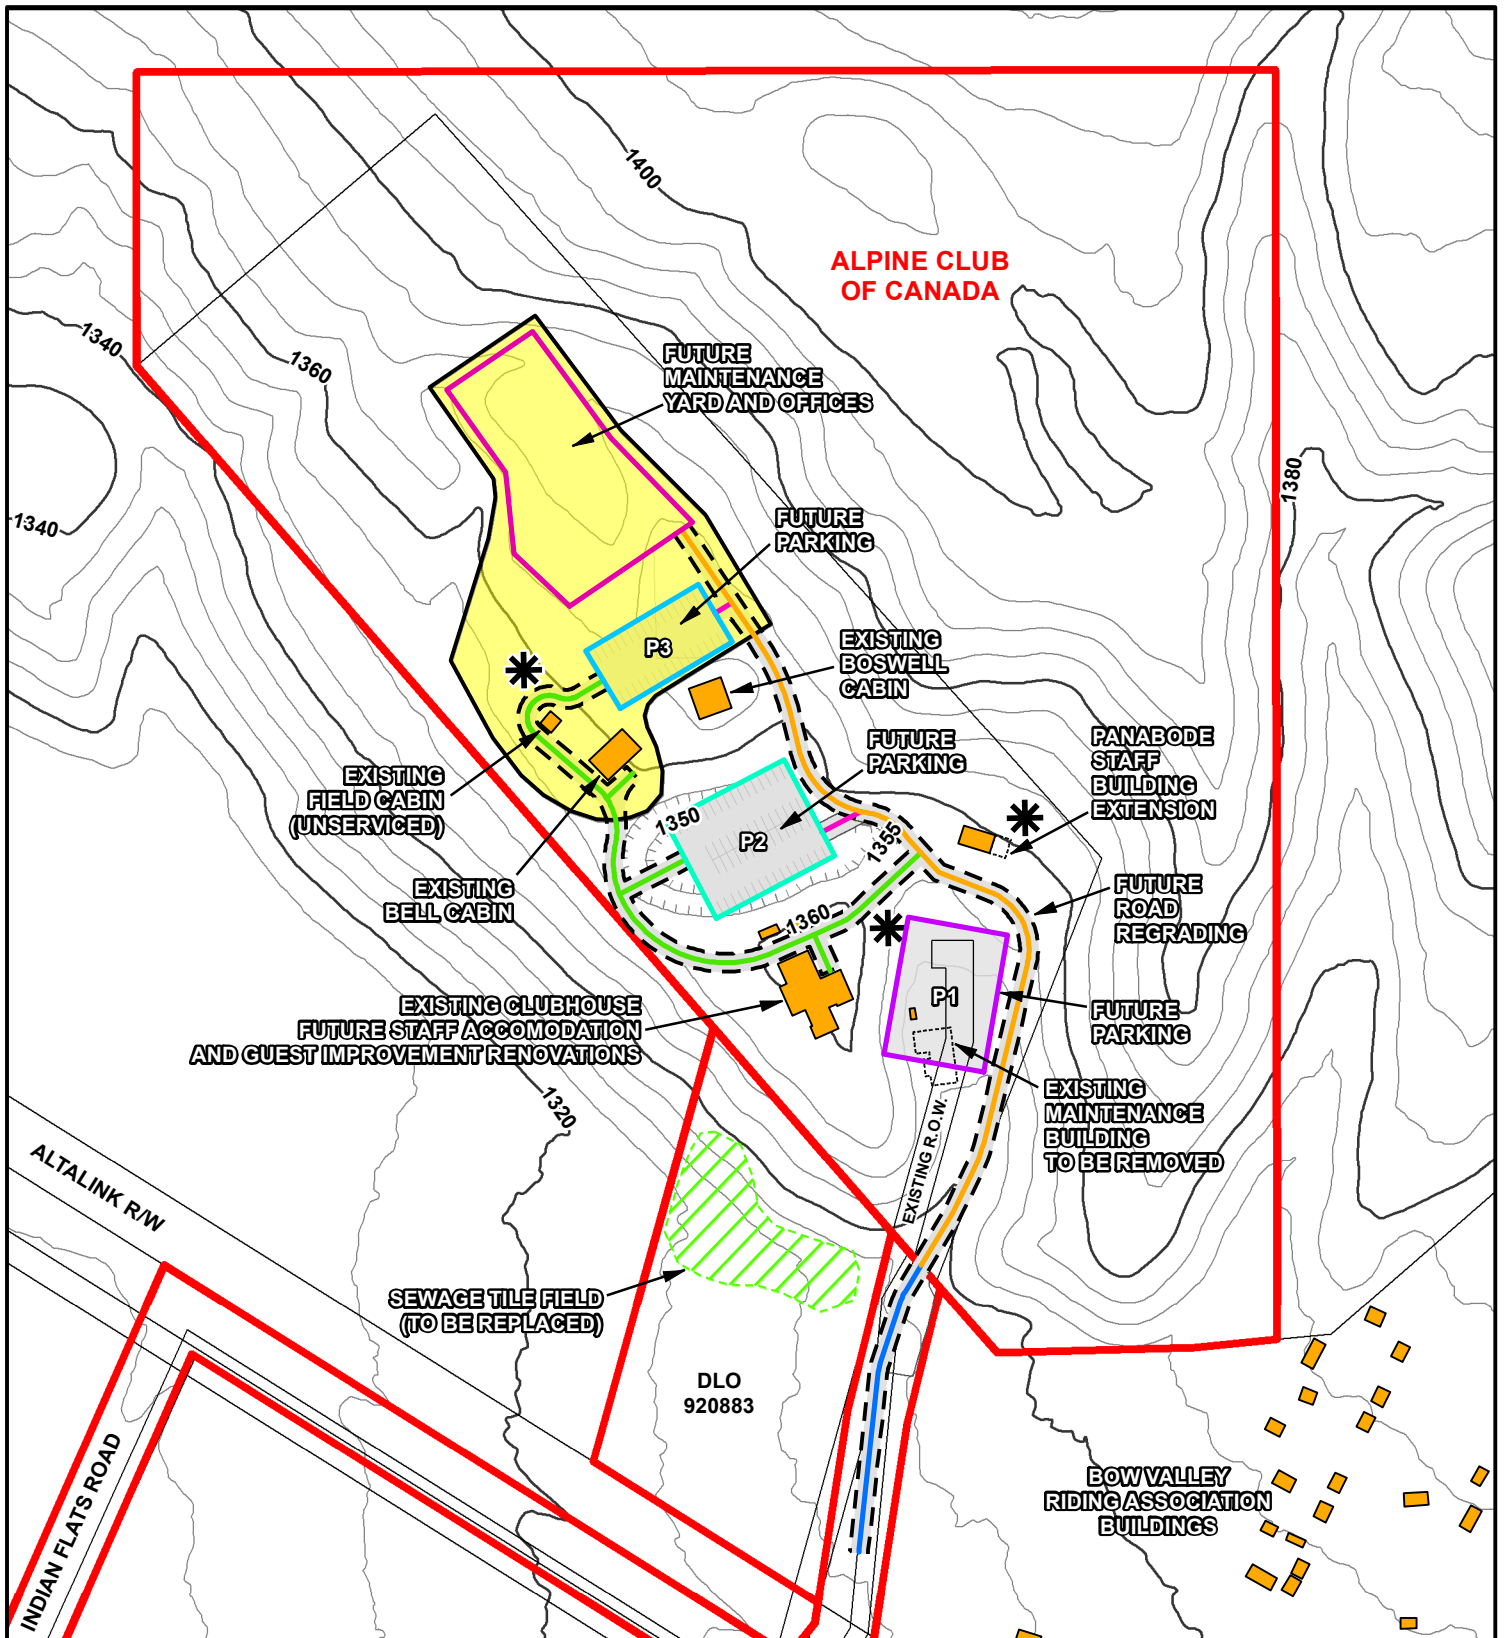 1400
ALPINE CLUB
OF CANADA
1340
1360
FUTURE
MAINTENANCE
YARD AND OFFICES
1380
1340
FUTURE
PARKING
P3
EXISTING
BOSWELL
CABIN
FUTURE
PARKING
PANABODE
STAFF
BUILDING
EXTENSION
EXISTING
FIELD CABIN
(UNSERVICED)
1350
P2
1355
EXISTING
BELL CABIN
FUTURE
ROAD
REGRADING
1360
P1
EXISTING CLUBHOUSE
FUTURE STAFF ACCOMODATION
AND GUEST IMPROVEMENT RENOVATIONS
FUTURE
PARKING
EXISTING
MAINTENANCE
BUILDING
TO BE REMOVED
1320
EXISTING R.O.W.
ALTALINK R/W
SEWAGE TILE FIELD
(TO BE REPLACED)
DLO
920883
INDIAN FLATS ROAD
BOW VALLEY
RIDING ASSOCIATION
BUILDINGS